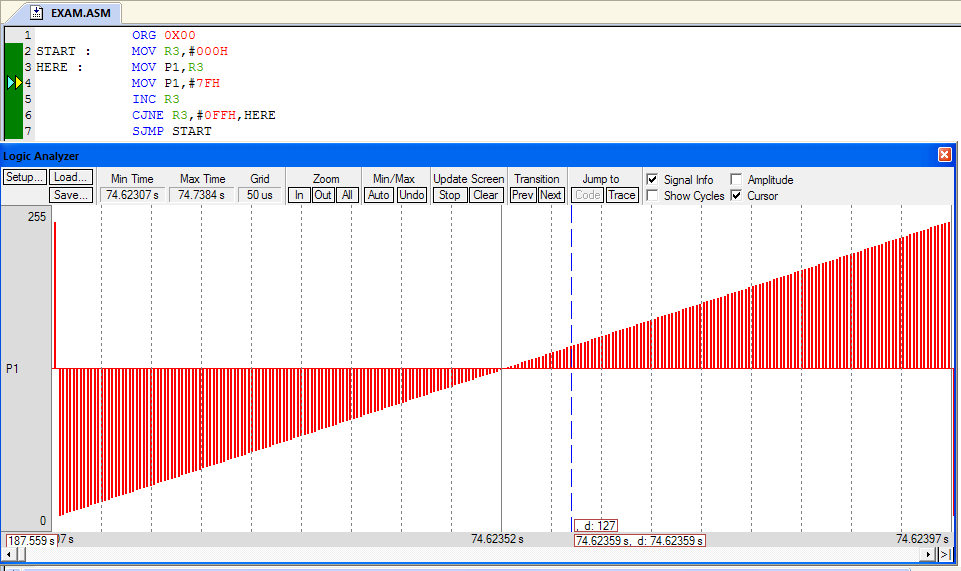 EXAM.ASM
1 ORG 0X00
2 START : MOV R3,#000H
3 HERE : MOV P1,R3
4 MOV P1,#7FH
5 INC R3
6 CJNE R3,#0FFH,HERE
7 SJMP START
Logic Analyzer
Setup... Load... Min Time Max Time Grid Zoom Min/Max Update Screen Transition Jump to Signal Info Amplitude
Save... 74.62307 s 74.7384 s 50 us In Out All Auto Undo Stop Clear Prev Next Code Trace Show Cycles Cursor
255
P1
0
, d: 127
187.559 s 07 s 74.62352 s 74.62359 s, d: 74.62359 s 74.62397 s
>|